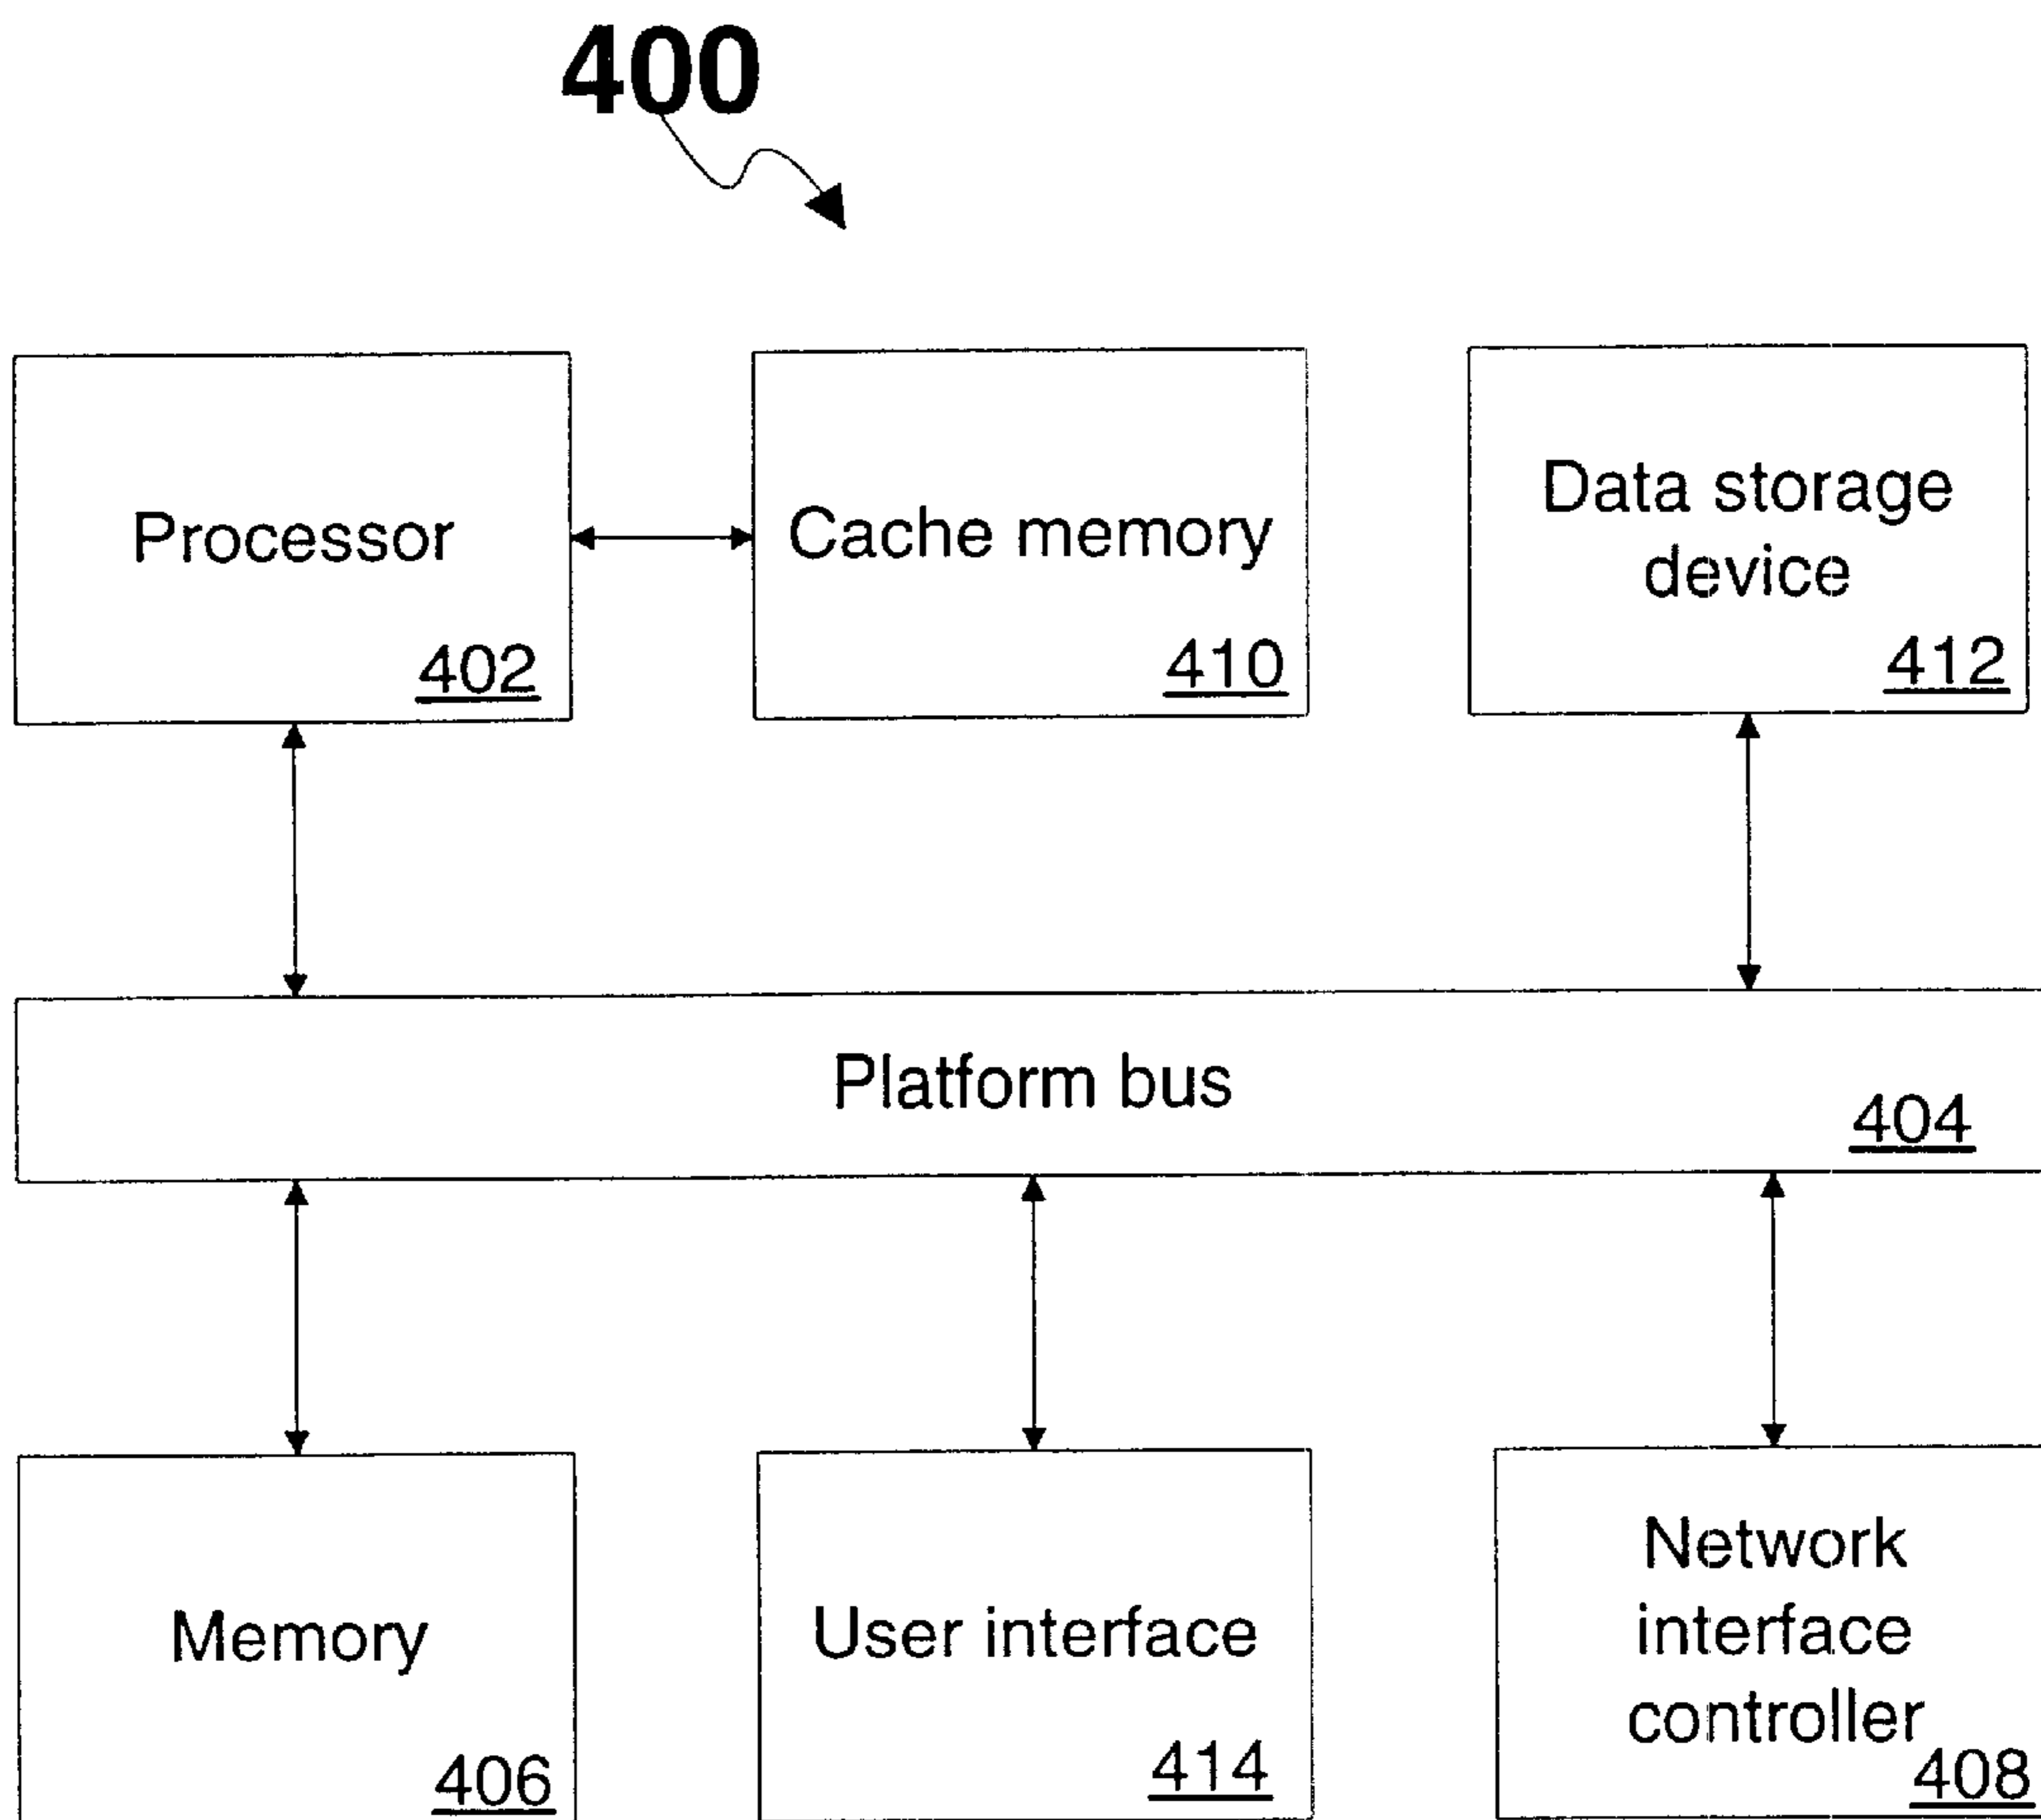 400
Processor
402
Cache memory
410
Data storage
device
412
Platform bus
404
Memory
406
User interface
414
Network
interface
controller
408